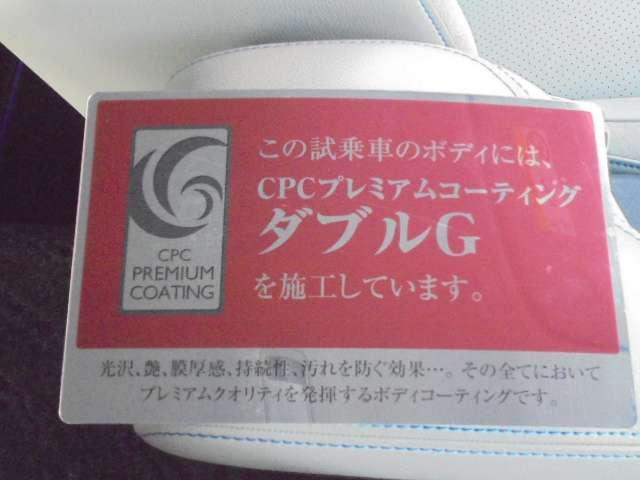 CPC
PREMIUM
COATING
この試乗車のボディには、
CPCプレミアムコーティング
ダブルG
を施工しています。
光沢、艶、膜厚感、持続性、汚れを防ぐ効果…。その全てにおいて
プレミアムクオリティを発揮するボディコーティングです。